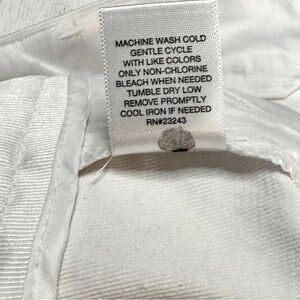 MACHINE WASH COLD
GENTLE CYCLE
WITH LIKE COLORS
ONLY NON-CHLORINE
BLEACH WHEN NEEDED
TUMBLE DRY LOW
REMOVE PROMPTLY
COOL IRON IF NEEDED
RN#23243